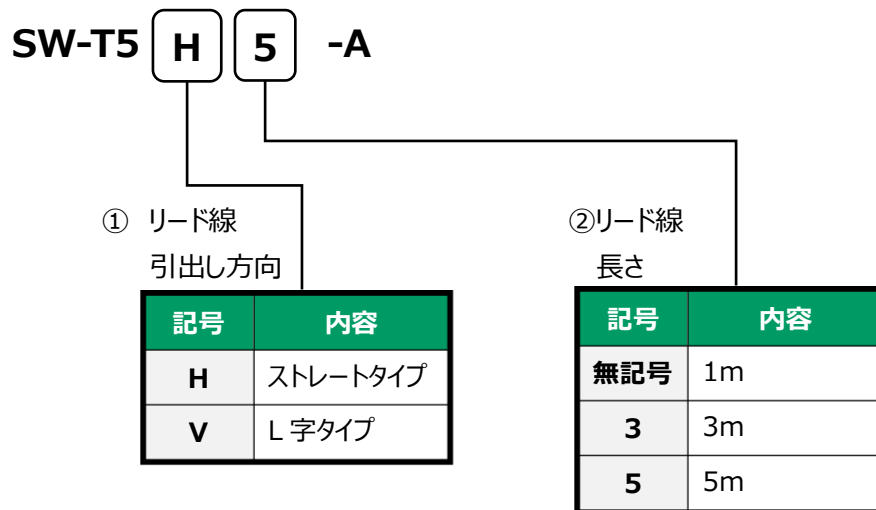 SW-T5 H 5 -A
① リード線
引出し方向
記号 内容
H ストレートタイプ
V L字タイプ
②リード線
長さ
記号 内容
無記号 1m
3 3m
5 5m